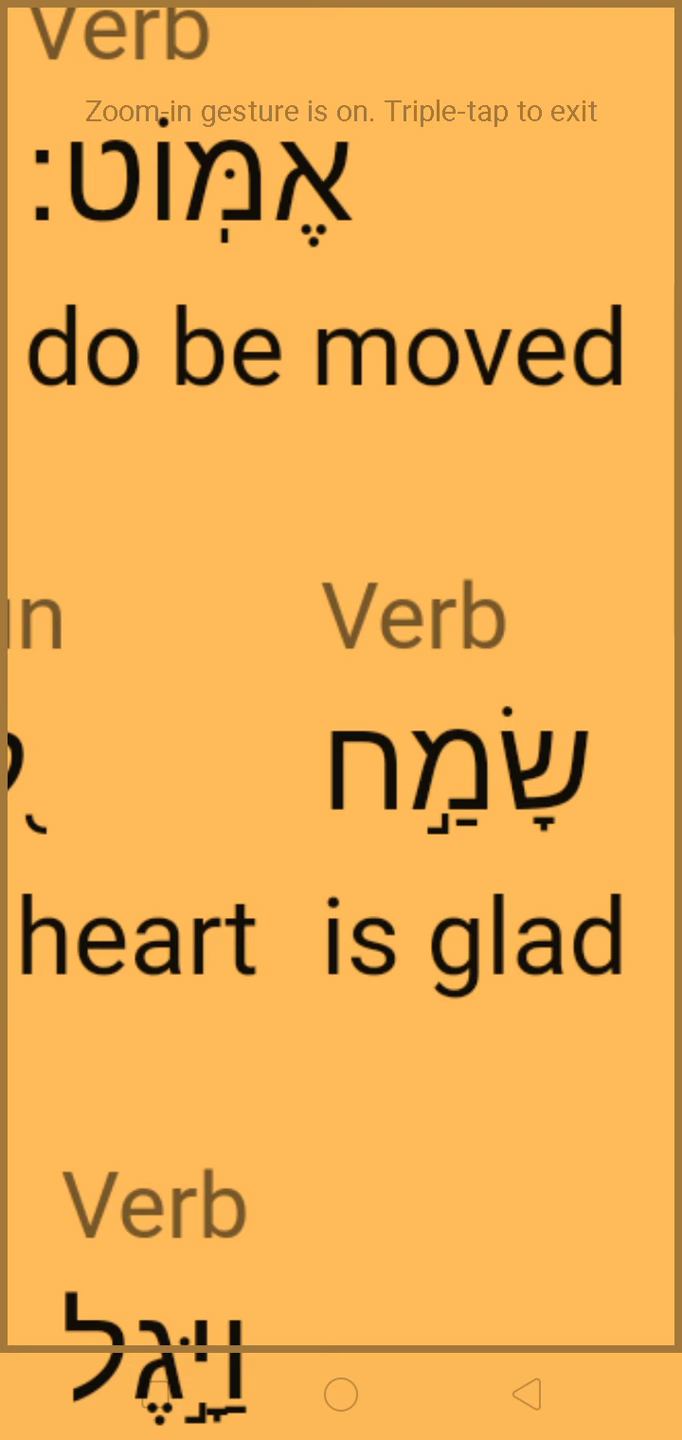 Verb
Zoom-in gesture is on. Triple-tap to exit
אֶמּֽוֹט׃
do be moved
Verb
שָׂמַ֣ח
heart is glad
Verb
וַיָּ֣גֶל